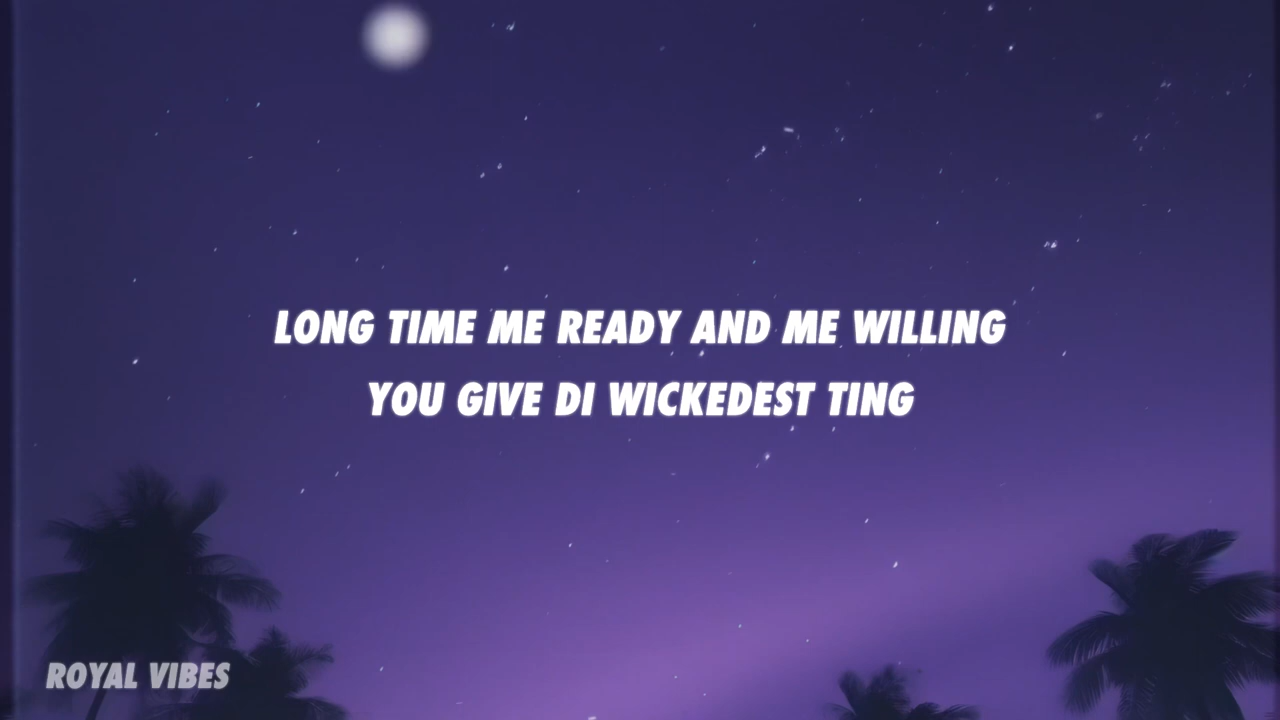 LONG TIME ME READY AND ME WILLING
YOU GIVE DI WICKEDEST TING
ROYAL VIBES